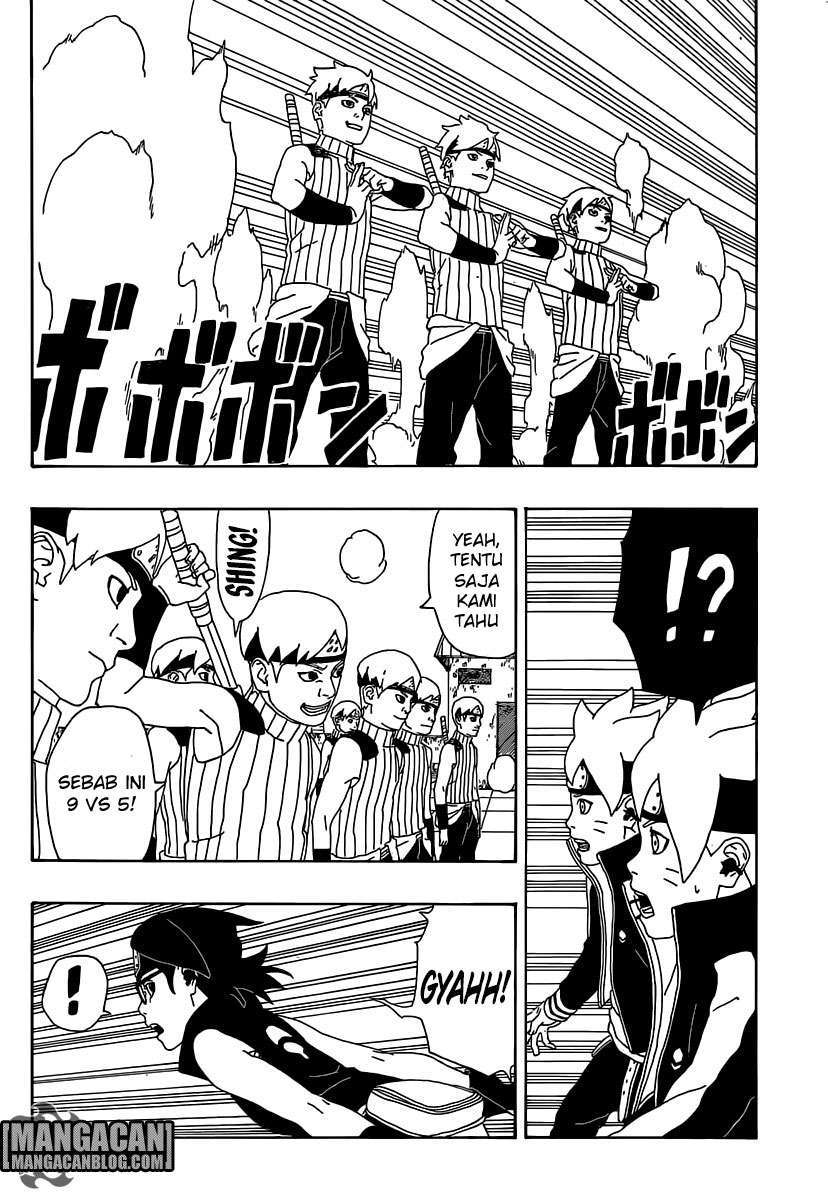 ボボボン
ボボン
!?
YEAH,
TENTU
SAJA
KAMI
TAHU
SHING!
SEBAB INI
9 VS 5!
GYAHH!
!
MANGACAN
MANGACANBLOG.COM